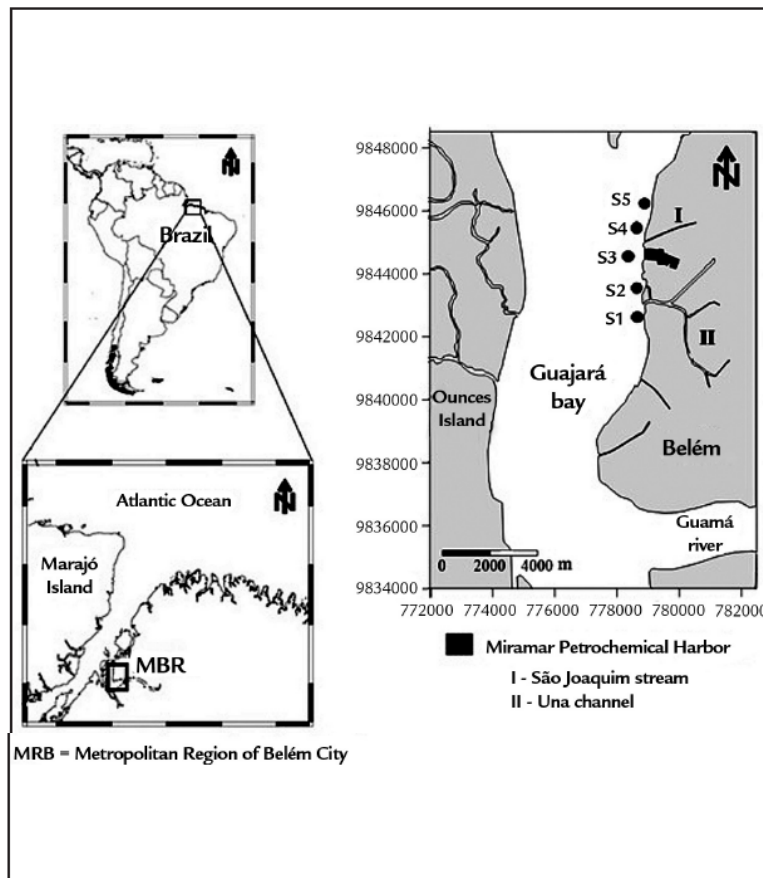 N
Brazil
Atlantic Ocean
N
Marajó
Island
MBR
MRB = Metropolitan Region of Belém City
9848000
9846000
9844000
9842000
9840000
9838000
9836000
9834000
N
S5
I
S4
S3
S2
S1
II
Guajará
bay
Ounces
Island
Belém
Guamá
river
0 2000 4000 m
772000 774000 776000 778000 780000 782000
Miramar Petrochemical Harbor
I - São Joaquim stream
II - Una channel